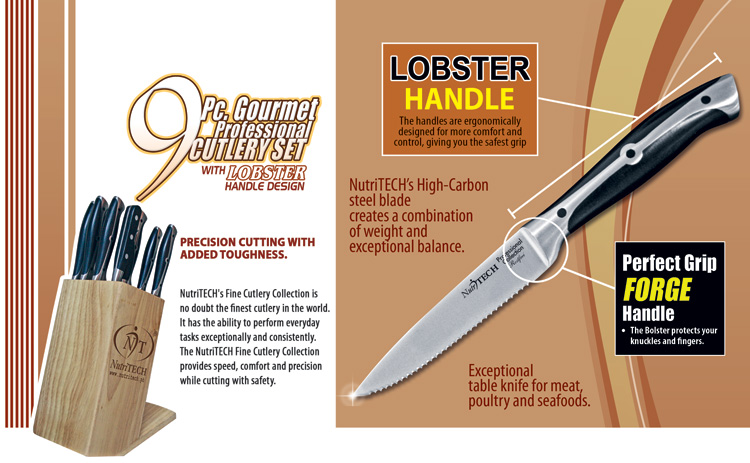 9 Pc. Gourmet
Professional
CUTLERY SET
WITH LOBSTER
HANDLE DESIGN
PRECISION CUTTING WITH
ADDED TOUGHNESS.
NutriTECH's Fine Cutlery Collection is
no doubt the finest cutlery in the world.
It has the ability to perform everyday
tasks exceptionally and consistently.
The NutriTECH Fine Cutlery Collection
provides speed, comfort and precision
while cutting with safety.
NT
NutriTECH
LOBSTER
HANDLE
The handles are ergonomically
designed for more comfort and
control, giving you the safest grip
NutriTECH's High-Carbon
steel blade
creates a combination
of weight and
exceptional balance.
NutriTECH
Professional
Collection
Perfect Grip
FORGE
Handle
• The Bolster protects your
knuckles and fingers.
Exceptional
table knife for meat,
poultry and seafoods.